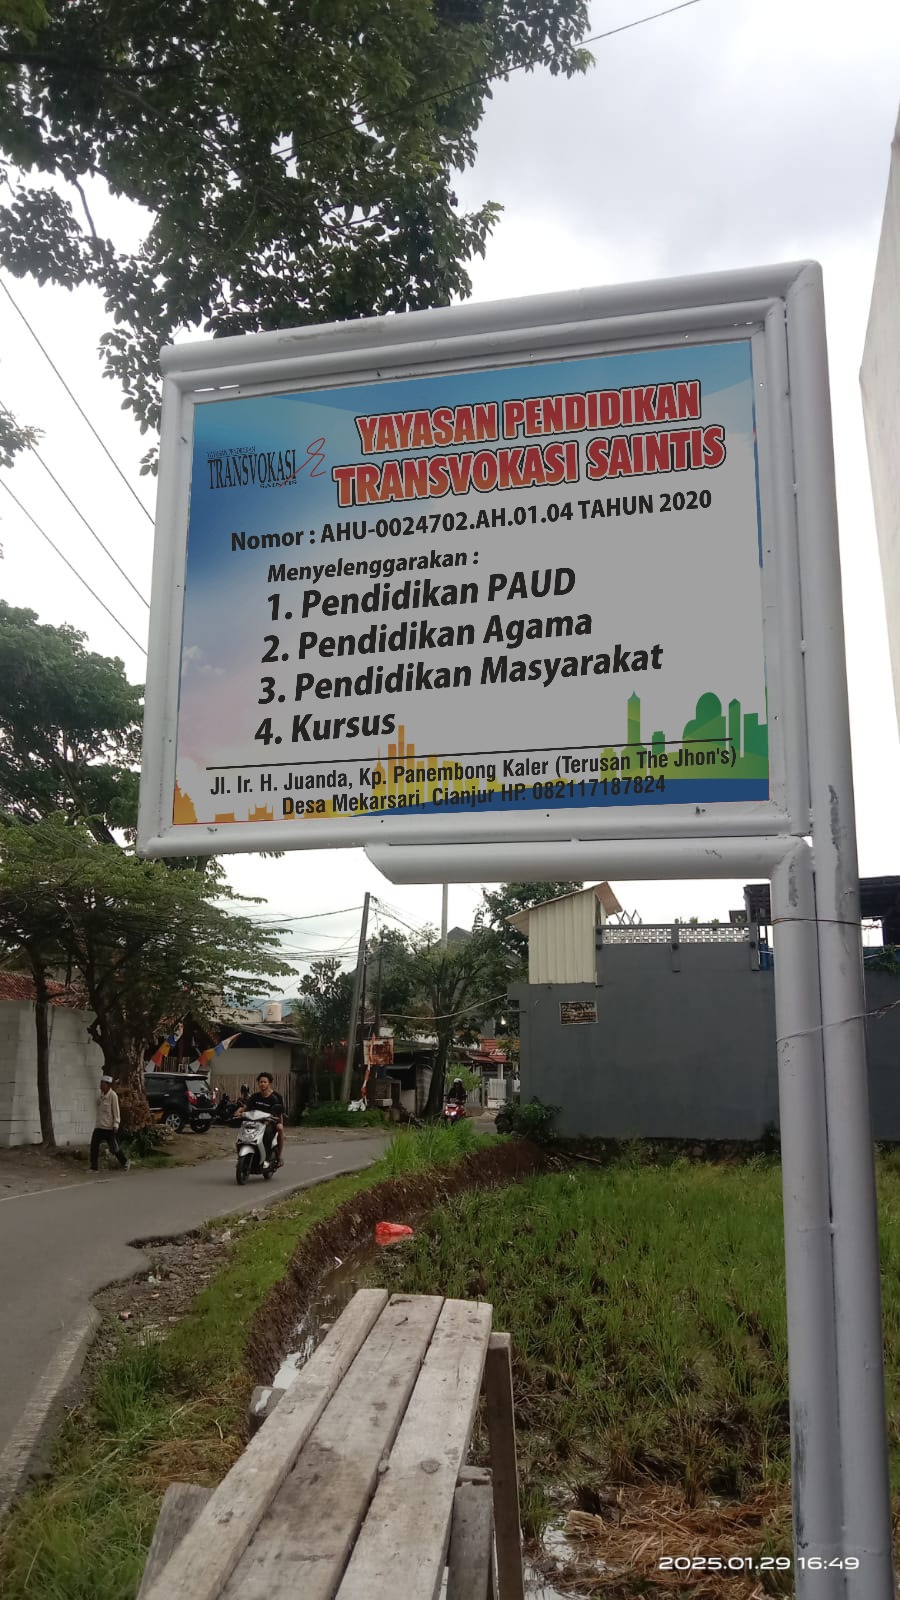 YAYASAN PENDIDIKAN
TRANSVOKASI SAINTIS
TRANSVOKASI
SAINTIS
Nomor : AHU-0024702.AH.01.04 TAHUN 2020
Menyelenggarakan :
1. Pendidikan PAUD
2. Pendidikan Agama
3. Pendidikan Masyarakat
4. Kursus
Jl. Ir. H. Juanda, Kp. Panembong Kaler (Terusan The Jhon's)
Desa Mekarsari, Cianjur HP. 082117187824
2025.01.29 16:49